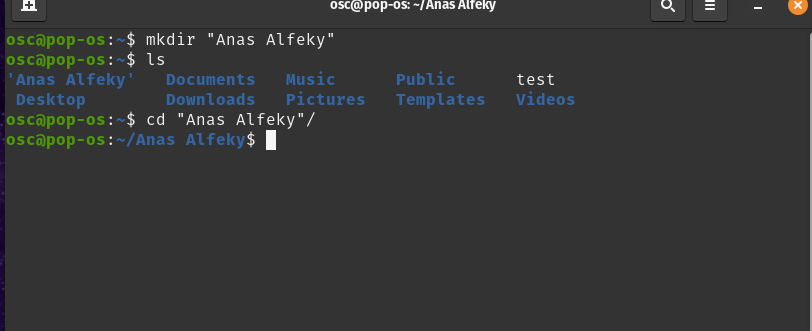 osc@pop-os: ~/Anas Alfeky
osc@pop-os:~$ mkdir "Anas Alfeky"
osc@pop-os:~$ ls
'Anas Alfeky'   Documents   Music      Public      test
 Desktop        Downloads   Pictures   Templates   Videos
osc@pop-os:~$ cd "Anas Alfeky"/
osc@pop-os:~/Anas Alfeky$